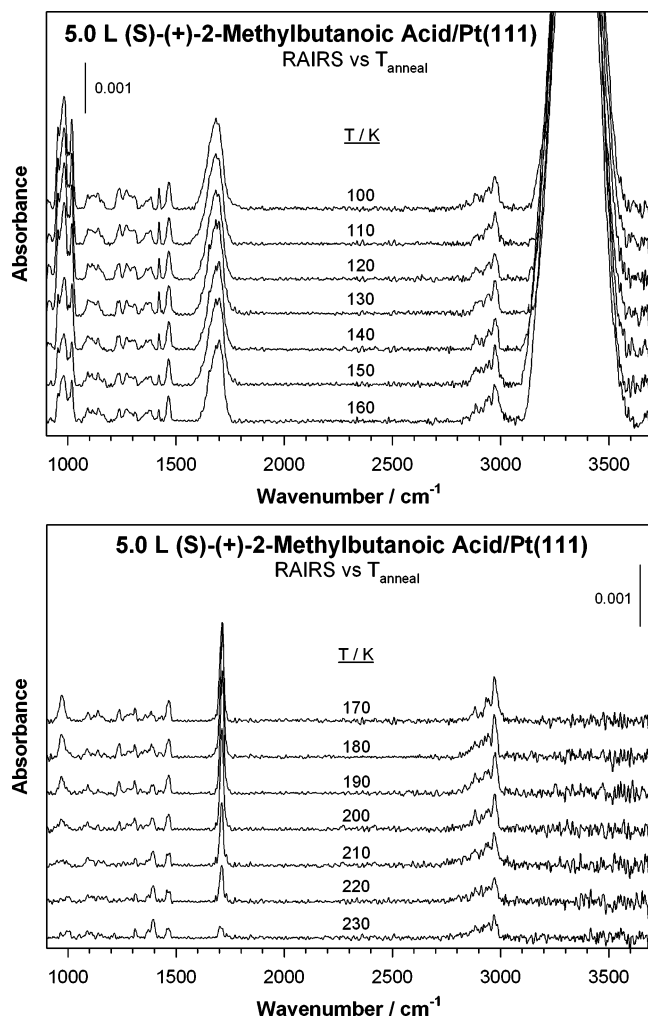 5.0 L (S)-(+)-2-Methylbutanoic Acid/Pt(111)
RAIRS vs Tanneal
0.001
T / K
100
110
120
130
140
150
160
Absorbance
1000 1500 2000 2500 3000 3500
Wavenumber / cm-1
5.0 L (S)-(+)-2-Methylbutanoic Acid/Pt(111)
RAIRS vs Tanneal
0.001
T / K
170
180
190
200
210
220
230
Absorbance
1000 1500 2000 2500 3000 3500
Wavenumber / cm-1